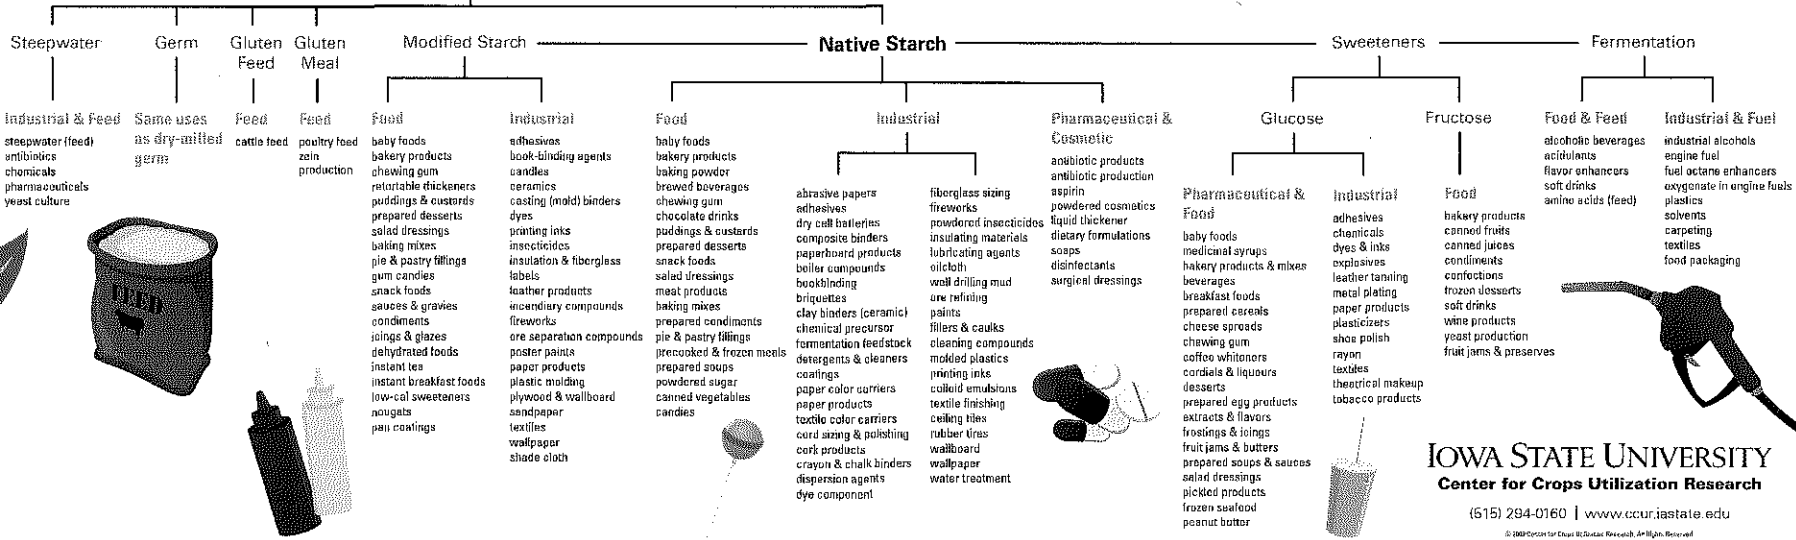 Steepwater
Germ
Gluten
Feed
Gluten
Meal
Modified Starch
Native Starch
Sweeteners
Fermentation
Industrial & Feed
steepwater (feed)
antibiotics
chemicals
pharmaceuticals
yeast culture
Same uses
as dry-milled
germ
Feed
cattle feed
Feed
poultry feed
zein
production
Food
baby foods
bakery products
chewing gum
retortable thickeners
puddings & custards
prepared desserts
salad dressings
baking mixes
pie & pastry fillings
gum candies
snack foods
sauces & gravies
condiments
icings & glazes
dehydrated foods
instant tea
instant breakfast foods
low-cal sweeteners
nougats
pan coatings
Industrial
adhesives
book-binding agents
candles
ceramics
casting (mold) binders
dyes
printing inks
insecticides
insulation & fiberglass
labels
leather products
incendiary compounds
fireworks
ore separation compounds
poster paints
paper products
plastic molding
plywood & wallboard
sandpaper
textiles
wallpaper
shade cloth
Food
baby foods
bakery products
baking powder
brewed beverages
chewing gum
chocolate drinks
puddings & custards
prepared desserts
snack foods
salad dressings
meat products
baking mixes
prepared condiments
pie & pastry fillings
precooked & frozen meals
prepared soups
powdered sugar
canned vegetables
candies
Industrial
abrasive papers
adhesives
dry cell batteries
composite binders
paperboard products
boiler compounds
bookbinding
briquettes
clay binders (ceramic)
chemical precursor
fermentation feedstock
detergents & cleaners
coatings
paper color carriers
paper products
textile color carriers
cord sizing & polishing
cork products
crayon & chalk binders
dispersion agents
dye component
fiberglass sizing
fireworks
powdered insecticides
insulating materials
lubricating agents
oilcloth
well drilling mud
ore refining
paints
fillers & caulks
cleaning compounds
molded plastics
printing inks
colloid emulsions
textile finishing
ceiling tiles
rubber tires
wallboard
wallpaper
water treatment
Pharmaceutical &
Cosmetic
antibiotic products
antibiotic production
aspirin
powdered cosmetics
liquid thickener
dietary formulations
soaps
disinfectants
surgical dressings
Glucose
Pharmaceutical &
Food
baby foods
medicinal syrups
bakery products & mixes
beverages
breakfast foods
prepared cereals
cheese spreads
chewing gum
coffee whiteners
cordials & liqueurs
desserts
prepared egg products
extracts & flavors
frostings & icings
fruit jams & butters
prepared soups & sauces
salad dressings
pickled products
frozen seafood
peanut butter
Industrial
adhesives
chemicals
dyes & inks
explosives
leather tanning
metal plating
paper products
plasticizers
shoe polish
rayon
textiles
theatrical makeup
tobacco products
Fructose
Food
bakery products
canned fruits
canned juices
condiments
confections
frozen desserts
soft drinks
wine products
yeast production
fruit jams & preserves
Food & Feed
alcoholic beverages
acidulants
flavor enhancers
soft drinks
amino acids (feed)
Industrial & Fuel
industrial alcohols
engine fuel
fuel octane enhancers
oxygenate in engine fuels
plastics
solvents
carpeting
textiles
food packaging
FEED
IOWA STATE UNIVERSITY
Center for Crops Utilization Research
(515) 294-0160 | www.ccur.iastate.edu
Center for Crops Utilization Research, All Rights Reserved